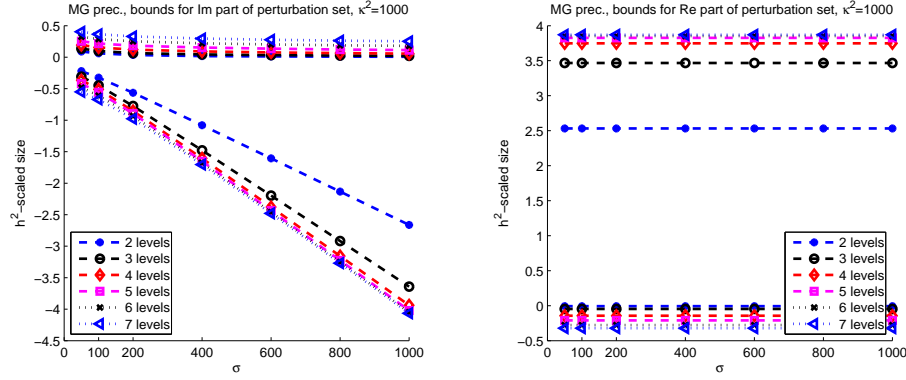 MG prec., bounds for Im part of perturbation set, κ²=1000
h²−scaled size
0.5
0
−0.5
−1
−1.5
−2
−2.5
−3
−3.5
−4
−4.5
2 levels
3 levels
4 levels
5 levels
6 levels
7 levels
0 100 200 400 600 800 1000
σ
MG prec., bounds for Re part of perturbation set, κ²=1000
h²−scaled size
4
3.5
3
2.5
2
1.5
1
0.5
0
−0.5
2 levels
3 levels
4 levels
5 levels
6 levels
7 levels
0 100 200 400 600 800 1000
σ